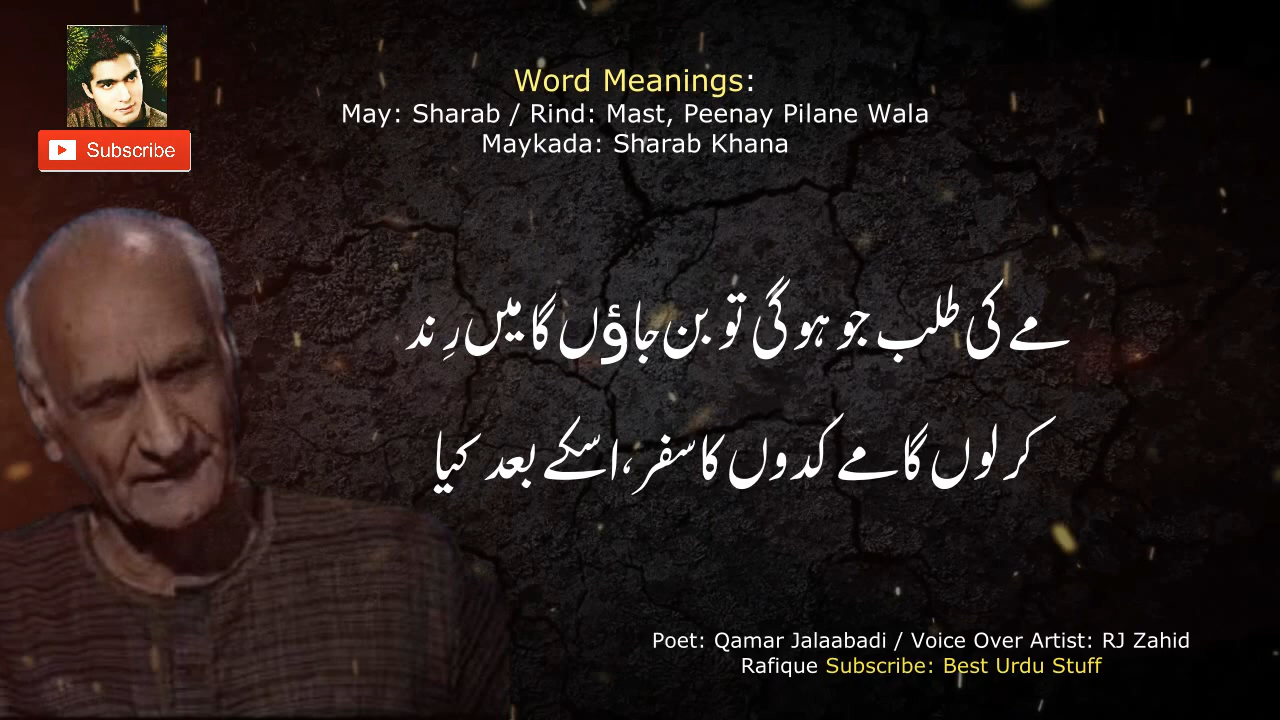 Subscribe
Word Meanings:
May: Sharab / Rind: Mast, Peenay Pilane Wala
Maykada: Sharab Khana
مے کی طلب جو ہوگی تو بن جاؤں گا میں رِند
کرلوں گا مے کدوں کا سفر، اسکے بعد کیا
Poet: Qamar Jalaabadi / Voice Over Artist: RJ Zahid
Rafique Subscribe: Best Urdu Stuff